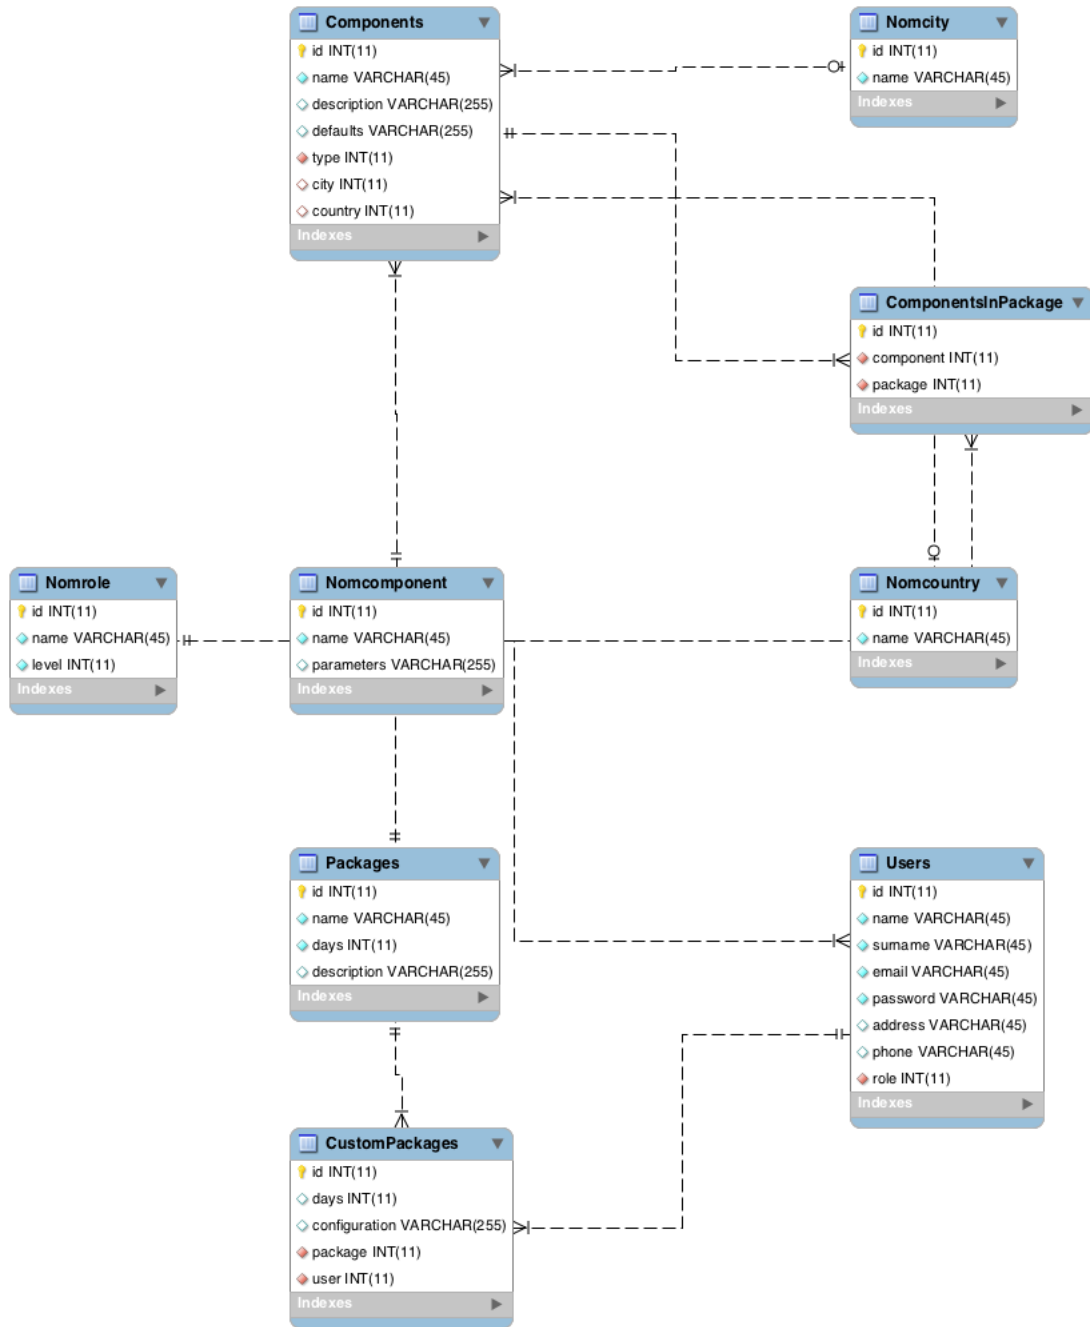 Components
id INT(11)
name VARCHAR(45)
description VARCHAR(255)
defaults VARCHAR(255)
type INT(11)
city INT(11)
country INT(11)
Indexes
Nomcity
id INT(11)
name VARCHAR(45)
Indexes
ComponentsInPackage
id INT(11)
component INT(11)
package INT(11)
Indexes
Nomrole
id INT(11)
name VARCHAR(45)
level INT(11)
Indexes
Nomcomponent
id INT(11)
name VARCHAR(45)
parameters VARCHAR(255)
Indexes
Nomcountry
id INT(11)
name VARCHAR(45)
Indexes
Packages
id INT(11)
name VARCHAR(45)
days INT(11)
description VARCHAR(255)
Indexes
Users
id INT(11)
name VARCHAR(45)
surname VARCHAR(45)
email VARCHAR(45)
password VARCHAR(45)
address VARCHAR(45)
phone VARCHAR(45)
role INT(11)
Indexes
CustomPackages
id INT(11)
days INT(11)
configuration VARCHAR(255)
package INT(11)
user INT(11)
Indexes